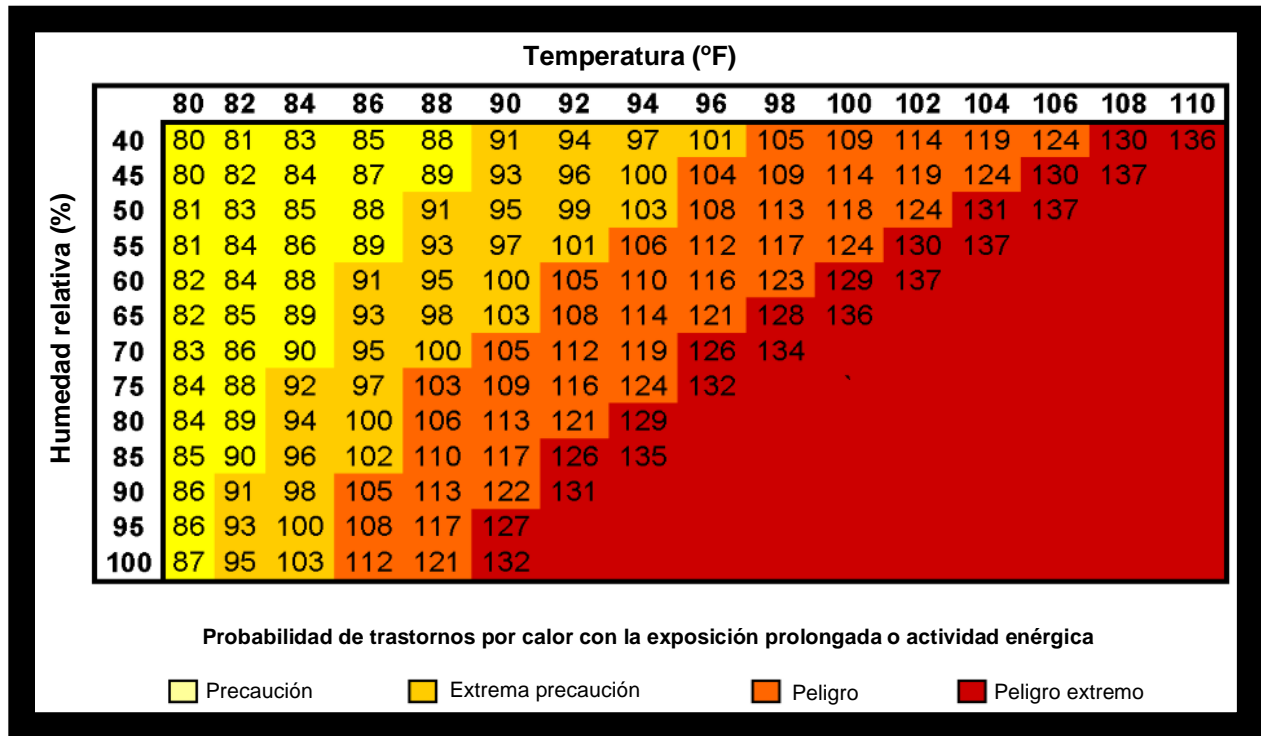 Temperatura (ºF)
80 82 84 86 88 90 92 94 96 98 100 102 104 106 108 110
Humedad relativa (%)
40 80 81 83 85 88 91 94 97 101 105 109 114 119 124 130 136
45 80 82 84 87 89 93 96 100 104 109 114 119 124 130 137
50 81 83 85 88 91 95 99 103 108 113 118 124 131 137
55 81 84 86 89 93 97 101 106 112 117 124 130 137
60 82 84 88 91 95 100 105 110 116 123 129 137
65 82 85 89 93 98 103 108 114 121 128 136
70 83 86 90 95 100 105 112 119 126 134
75 84 88 92 97 103 109 116 124 132
80 84 89 94 100 106 113 121 129
85 85 90 96 102 110 117 126 135
90 86 91 98 105 113 122 131
95 86 93 100 108 117 127
100 87 95 103 112 121 132
Probabilidad de trastornos por calor con la exposición prolongada o actividad enérgica
Precaución Extrema precaución Peligro Peligro extremo